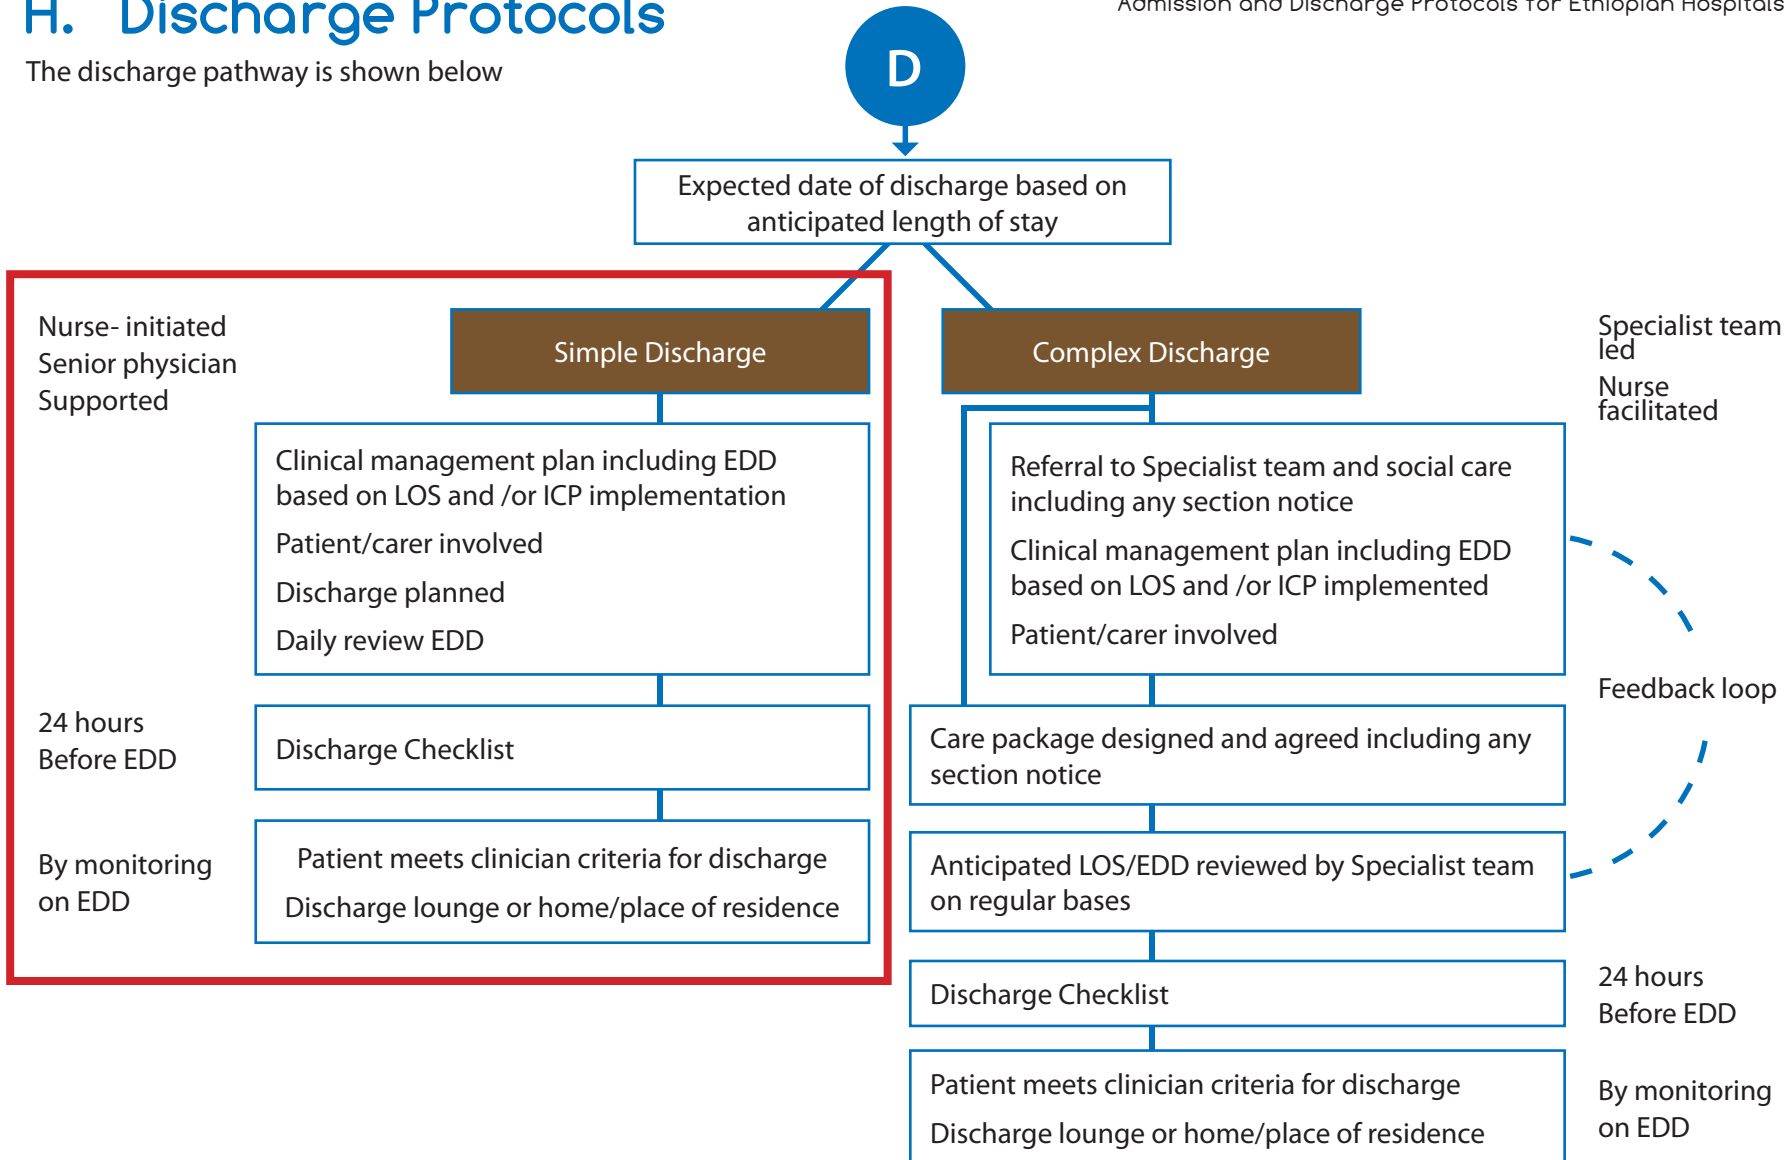 H. Discharge Protocols
Admission and Discharge Protocols for Ethiopian Hospitals
The discharge pathway is shown below
D
Expected date of discharge based on
anticipated length of stay
Nurse- initiated
Senior physician
Supported
Simple Discharge
Clinical management plan including EDD
based on LOS and /or ICP implementation
Patient/carer involved
Discharge planned
Daily review EDD
24 hours
Before EDD
Discharge Checklist
By monitoring
on EDD
Patient meets clinician criteria for discharge
Discharge lounge or home/place of residence
Complex Discharge
Specialist team
led
Nurse
facilitated
Referral to Specialist team and social care
including any section notice
Clinical management plan including EDD
based on LOS and /or ICP implemented
Patient/carer involved
Feedback loop
Care package designed and agreed including any
section notice
Anticipated LOS/EDD reviewed by Specialist team
on regular bases
Discharge Checklist
24 hours
Before EDD
Patient meets clinician criteria for discharge
Discharge lounge or home/place of residence
By monitoring
on EDD